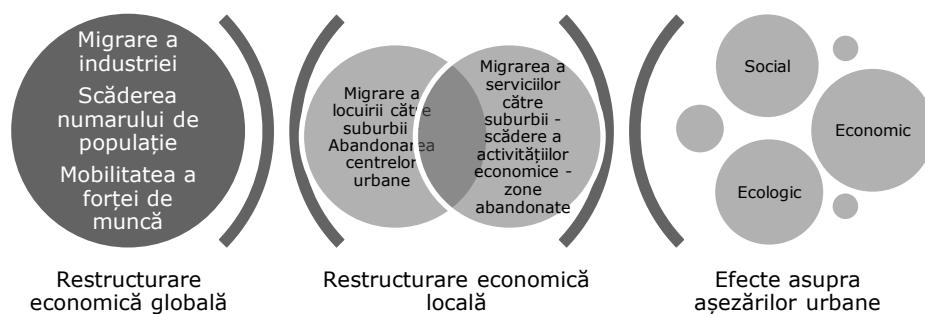 Migrare a
industriei
Scăderea
numarului de
populație
Mobilitatea a
forței de
muncă
Restructurare
economică globală
Migrare a
locuirii către
suburbii -
Abandonarea
centrelor
urbane
Migrarea a
serviciilor
către
suburbii -
scădere a
activitățiilor
economice -
zone
abandonate
Restructurare economică
locală
Social
Economic
Ecologic
Efecte asupra
așezărilor urbane